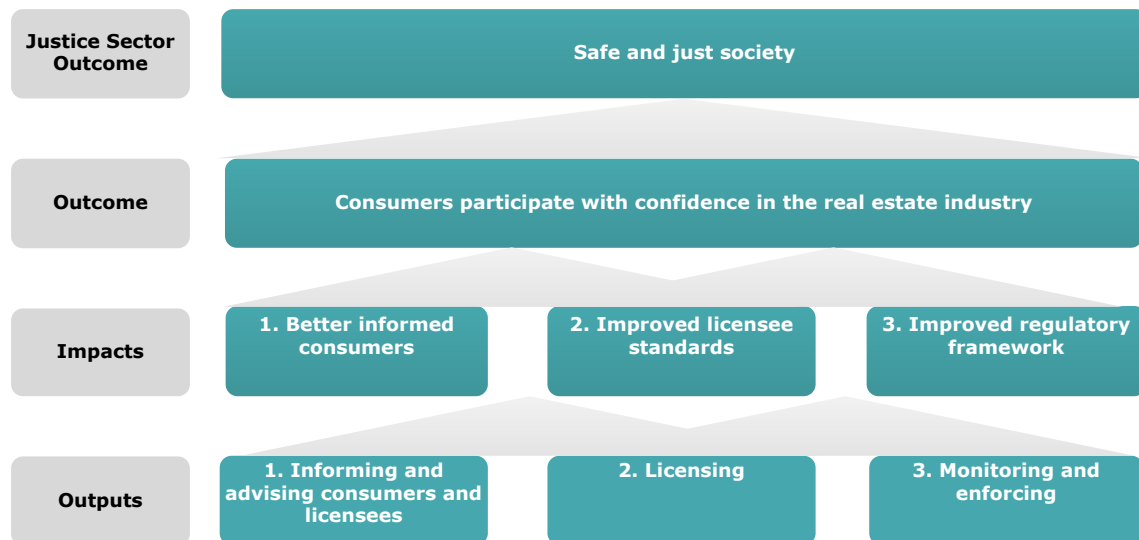 Justice Sector
Outcome
Safe and just society
Outcome
Consumers participate with confidence in the real estate industry
Impacts
1. Better informed
consumers
2. Improved licensee
standards
3. Improved regulatory
framework
Outputs
1. Informing and
advising consumers and
licensees
2. Licensing
3. Monitoring and
enforcing